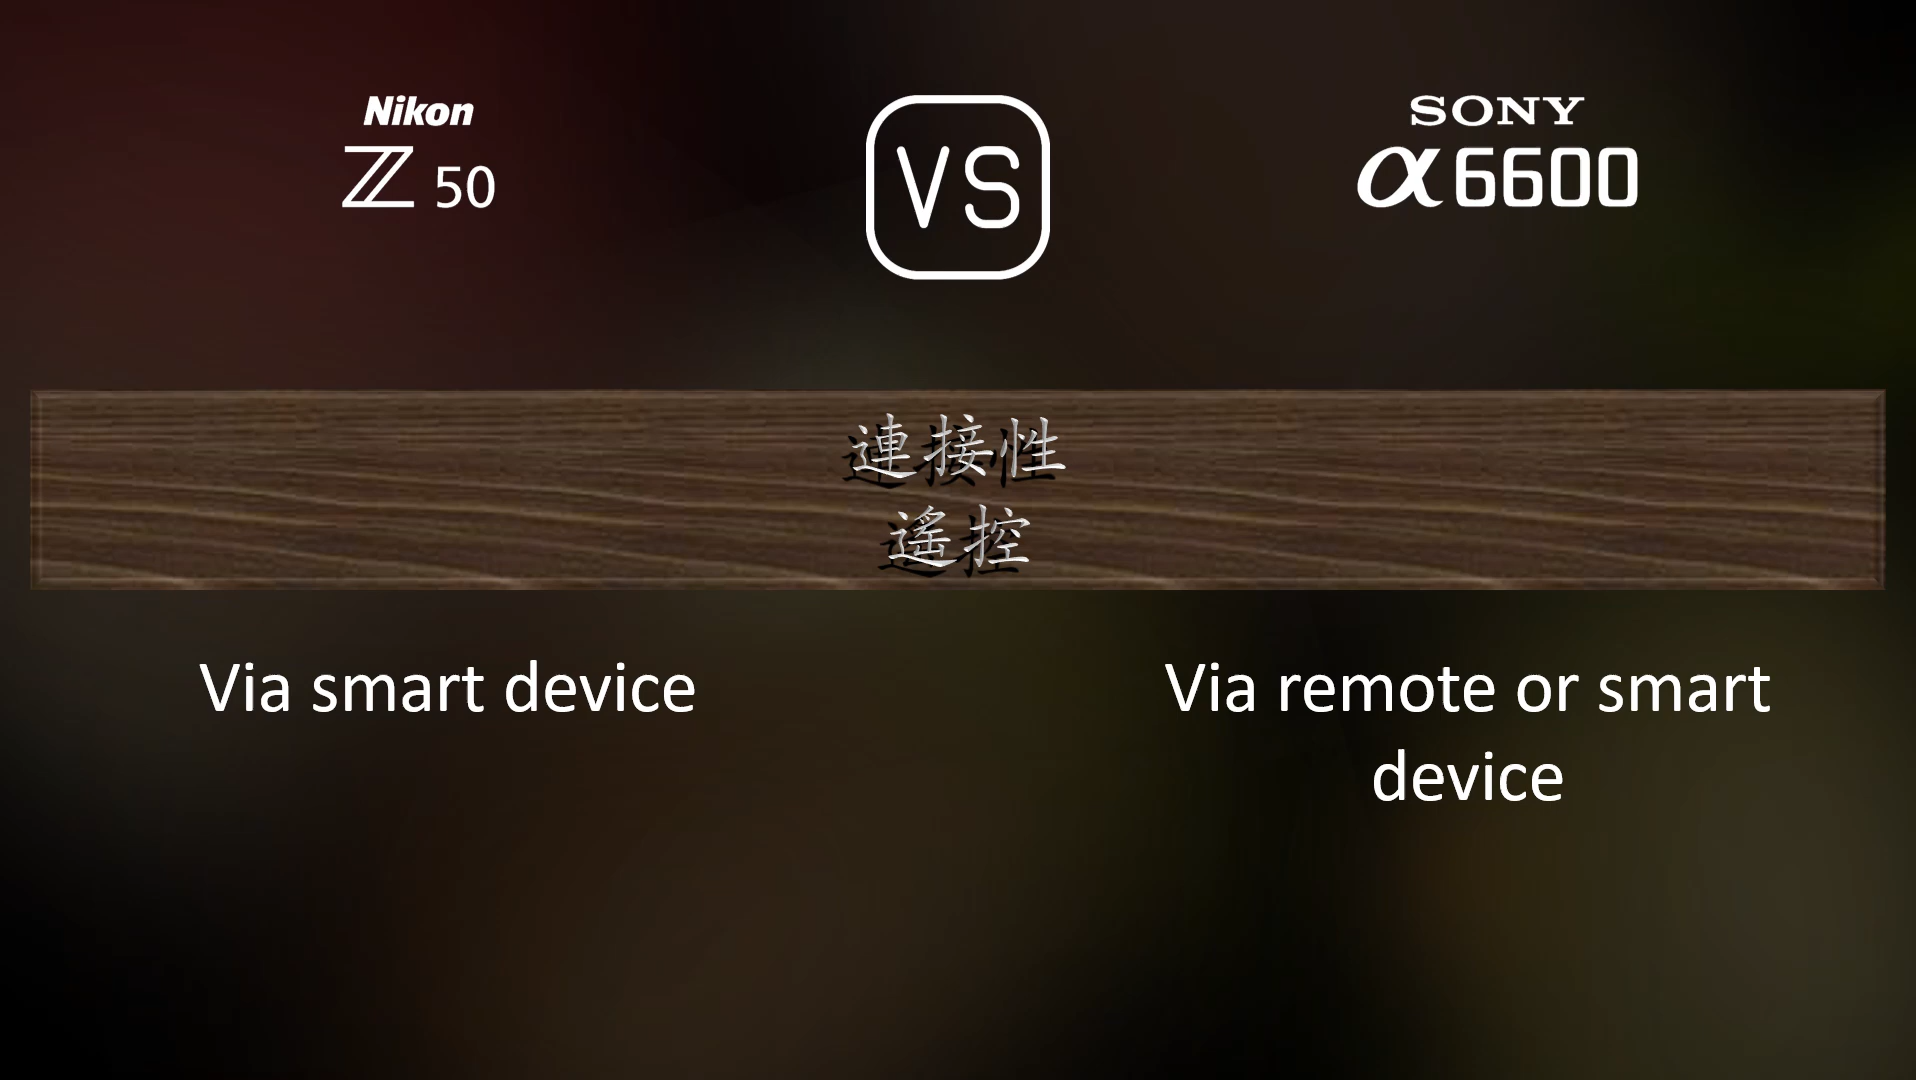 Nikon
Z 50
VS
SONY
α6600
連接性
遙控
Via smart device
Via remote or smart
device